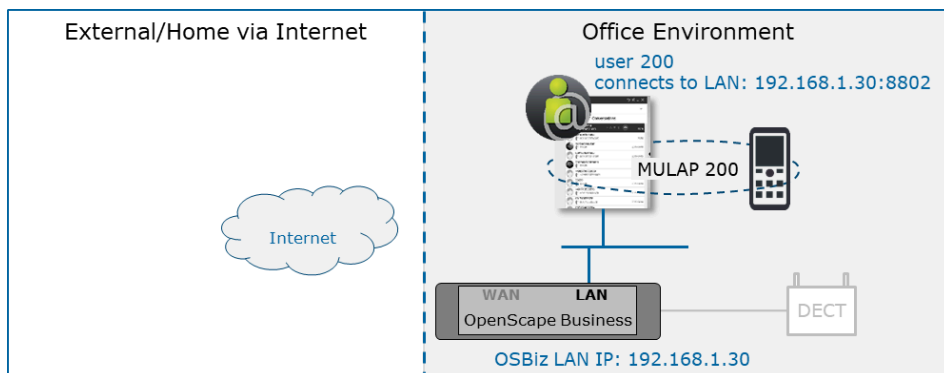 External/Home via Internet
Office Environment
user 200
connects to LAN: 192.168.1.30:8802
@
MULAP 200
Internet
WAN LAN
OpenScape Business
DECT
OSBiz LAN IP: 192.168.1.30